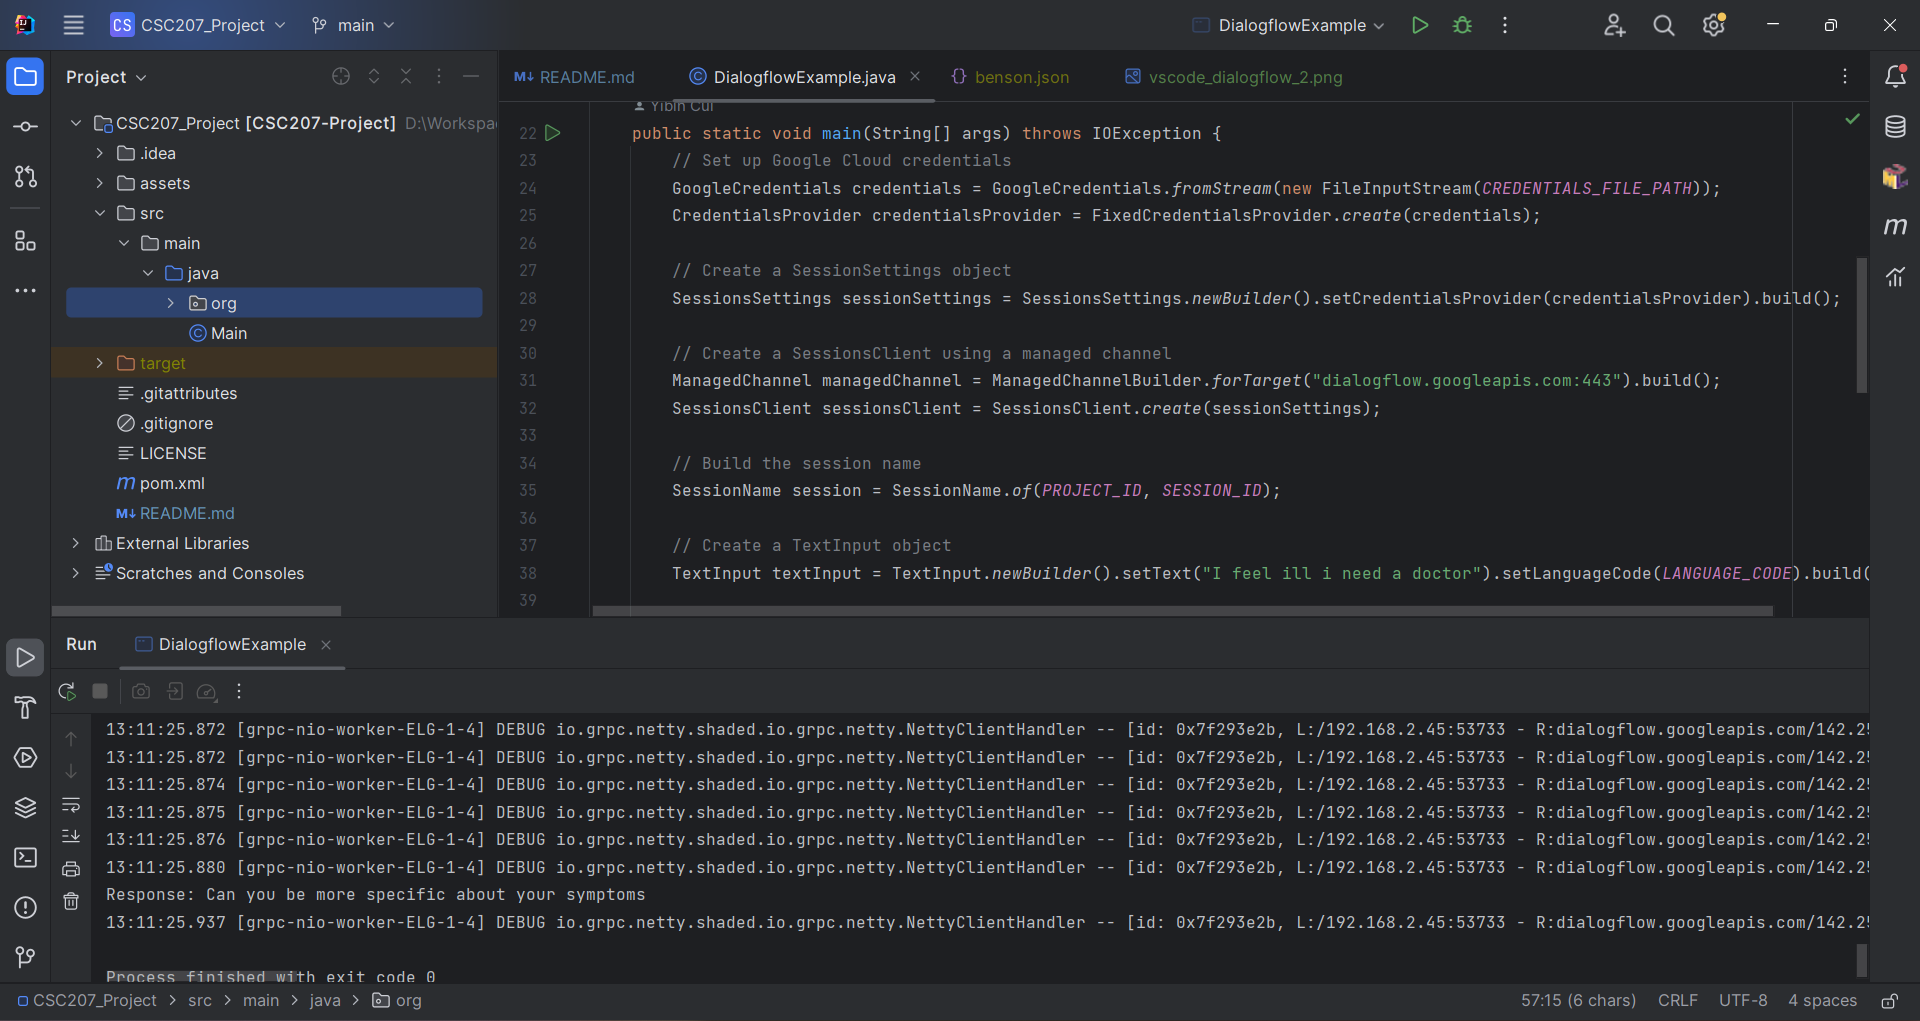 CS CSC207_Project main DialogflowExample
Project
README.md DialogflowExample.java benson.json vscode_dialogflow_2.png
CSC207_Project [CSC207-Project] D:\Workspa
.idea
assets
src
main
java
org
Main
target
.gitattributes
.gitignore
LICENSE
pom.xml
README.md
External Libraries
Scratches and Consoles
Yibin Cui
22 public static void main(String[] args) throws IOException {
23 // Set up Google Cloud credentials
24 GoogleCredentials credentials = GoogleCredentials.fromStream(new FileInputStream(CREDENTIALS_FILE_PATH));
25 CredentialsProvider credentialsProvider = FixedCredentialsProvider.create(credentials);
26
27 // Create a SessionSettings object
28 SessionsSettings sessionSettings = SessionsSettings.newBuilder().setCredentialsProvider(credentialsProvider).build();
29
30 // Create a SessionsClient using a managed channel
31 ManagedChannel managedChannel = ManagedChannelBuilder.forTarget("dialogflow.googleapis.com:443").build();
32 SessionsClient sessionsClient = SessionsClient.create(sessionSettings);
33
34 // Build the session name
35 SessionName session = SessionName.of(PROJECT_ID, SESSION_ID);
36
37 // Create a TextInput object
38 TextInput textInput = TextInput.newBuilder().setText("I feel ill i need a doctor").setLanguageCode(LANGUAGE_CODE).build(
39
Run DialogflowExample
13:11:25.872 [grpc-nio-worker-ELG-1-4] DEBUG io.grpc.netty.shaded.io.grpc.netty.NettyClientHandler -- [id: 0x7f293e2b, L:/192.168.2.45:53733 - R:dialogflow.googleapis.com/142.25
13:11:25.872 [grpc-nio-worker-ELG-1-4] DEBUG io.grpc.netty.shaded.io.grpc.netty.NettyClientHandler -- [id: 0x7f293e2b, L:/192.168.2.45:53733 - R:dialogflow.googleapis.com/142.25
13:11:25.874 [grpc-nio-worker-ELG-1-4] DEBUG io.grpc.netty.shaded.io.grpc.netty.NettyClientHandler -- [id: 0x7f293e2b, L:/192.168.2.45:53733 - R:dialogflow.googleapis.com/142.25
13:11:25.875 [grpc-nio-worker-ELG-1-4] DEBUG io.grpc.netty.shaded.io.grpc.netty.NettyClientHandler -- [id: 0x7f293e2b, L:/192.168.2.45:53733 - R:dialogflow.googleapis.com/142.25
13:11:25.876 [grpc-nio-worker-ELG-1-4] DEBUG io.grpc.netty.shaded.io.grpc.netty.NettyClientHandler -- [id: 0x7f293e2b, L:/192.168.2.45:53733 - R:dialogflow.googleapis.com/142.25
13:11:25.880 [grpc-nio-worker-ELG-1-4] DEBUG io.grpc.netty.shaded.io.grpc.netty.NettyClientHandler -- [id: 0x7f293e2b, L:/192.168.2.45:53733 - R:dialogflow.googleapis.com/142.25
Response: Can you be more specific about your symptoms
13:11:25.937 [grpc-nio-worker-ELG-1-4] DEBUG io.grpc.netty.shaded.io.grpc.netty.NettyClientHandler -- [id: 0x7f293e2b, L:/192.168.2.45:53733 - R:dialogflow.googleapis.com/142.25
Process finished with exit code 0
CSC207_Project > src > main > java > org 57:15 (6 chars) CRLF UTF-8 4 spaces